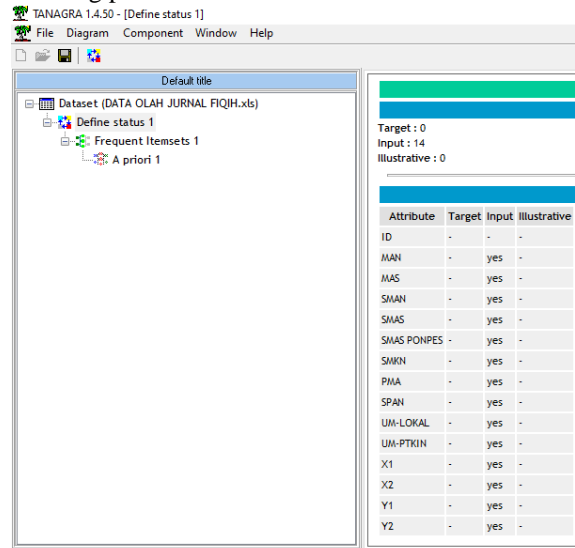 TANAGRA 1.4.50 - [Define status 1]
File Diagram Component Window Help
Default title
Dataset (DATA OLAH JURNAL FIQIH.xls)
Define status 1
Frequent Itemsets 1
A priori 1
Target : 0
Input : 14
Illustrative : 0
Attribute Target Input Illustrative
ID - - -
MAN - yes -
MAS - yes -
SMAN - yes -
SMAS - yes -
SMAS PONPES - yes -
SMKN - yes -
PMA - yes -
SPAN - yes -
UM-LOKAL - yes -
UM-PTKIN - yes -
X1 - yes -
X2 - yes -
Y1 - yes -
Y2 - yes -